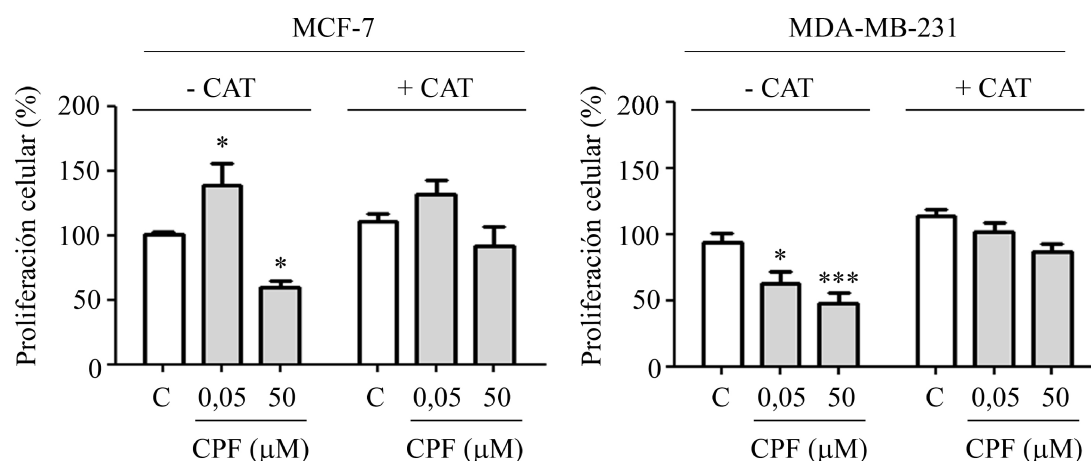 MCF-7
- CAT
+ CAT
Proliferación celular (%)
200
150
100
50
0
*
*
C
0,05
50
C
0,05
50
CPF (μM)
CPF (μM)
MDA-MB-231
- CAT
+ CAT
Proliferación celular (%)
200
150
100
50
0
*
***
C
0,05
50
C
0,05
50
CPF (μM)
CPF (μM)